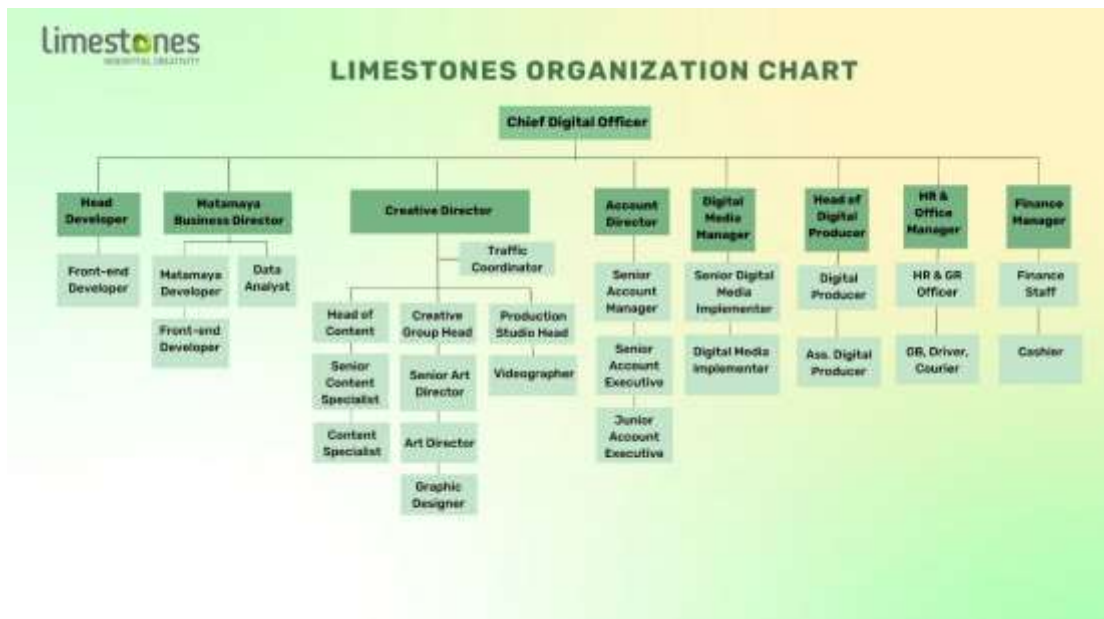 Limestones
LIMESTONES ORGANIZATION CHART
Chief Digital Officer
Head
Developer
Front-end
Developer
Matamaya
Business Director
Matamaya
Developer
Front-end
Developer
Data
Analyst
Creative Director
Traffic
Coordinator
Head of
Content
Senior
Content
Specialist
Content
Specialist
Creative
Group Head
Senior Art
Director
Art Director
Graphic
Designer
Production
Studio Head
Videographer
Account
Director
Senior
Account
Manager
Senior
Account
Executive
Junior
Account
Executive
Digital
Media
Manager
Senior Digital
Media
Implementer
Digital Media
Implementer
Head of
Digital
Producer
Digital
Producer
Ass. Digital
Producer
HR &
Office
Manager
HR & GR
Officer
Driver,
Courier
Finance
Manager
Finance
Staff
Cashier